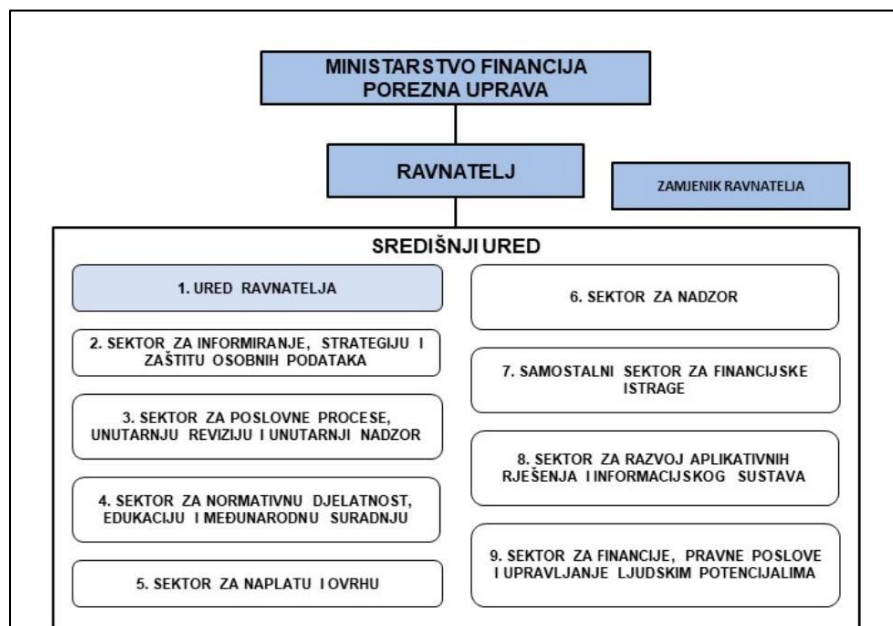 MINISTARSTVO FINANCIJA
POREZNA UPRAVA
RAVNATELJ
ZAMJENIK RAVNATELJA
SREDIŠNJI URED
1. URED RAVNATELJA
2. SEKTOR ZA INFORMIRANJE, STRATEGIJU I
ZAŠTITU OSOBNIH PODATAKA
3. SEKTOR ZA POSLOVNE PROCESE,
UNUTARNJU REVIZIJU I UNUTARNJI NADZOR
4. SEKTOR ZA NORMATIVNU DJELATNOST,
EDUKACIJU I MEĐUNARODNU SURADNJU
5. SEKTOR ZA NAPLATU I OVRHU
6. SEKTOR ZA NADZOR
7. SAMOSTALNI SEKTOR ZA FINANCIJSKE
ISTRAGE
8. SEKTOR ZA RAZVOJ APLIKATIVNIH
RJEŠENJA I INFORMACIJSKOG SUSTAVA
9. SEKTOR ZA FINANCIJE, PRAVNE POSLOVE
I UPRAVLJANJE LJUDSKIM POTENCIJALIMA